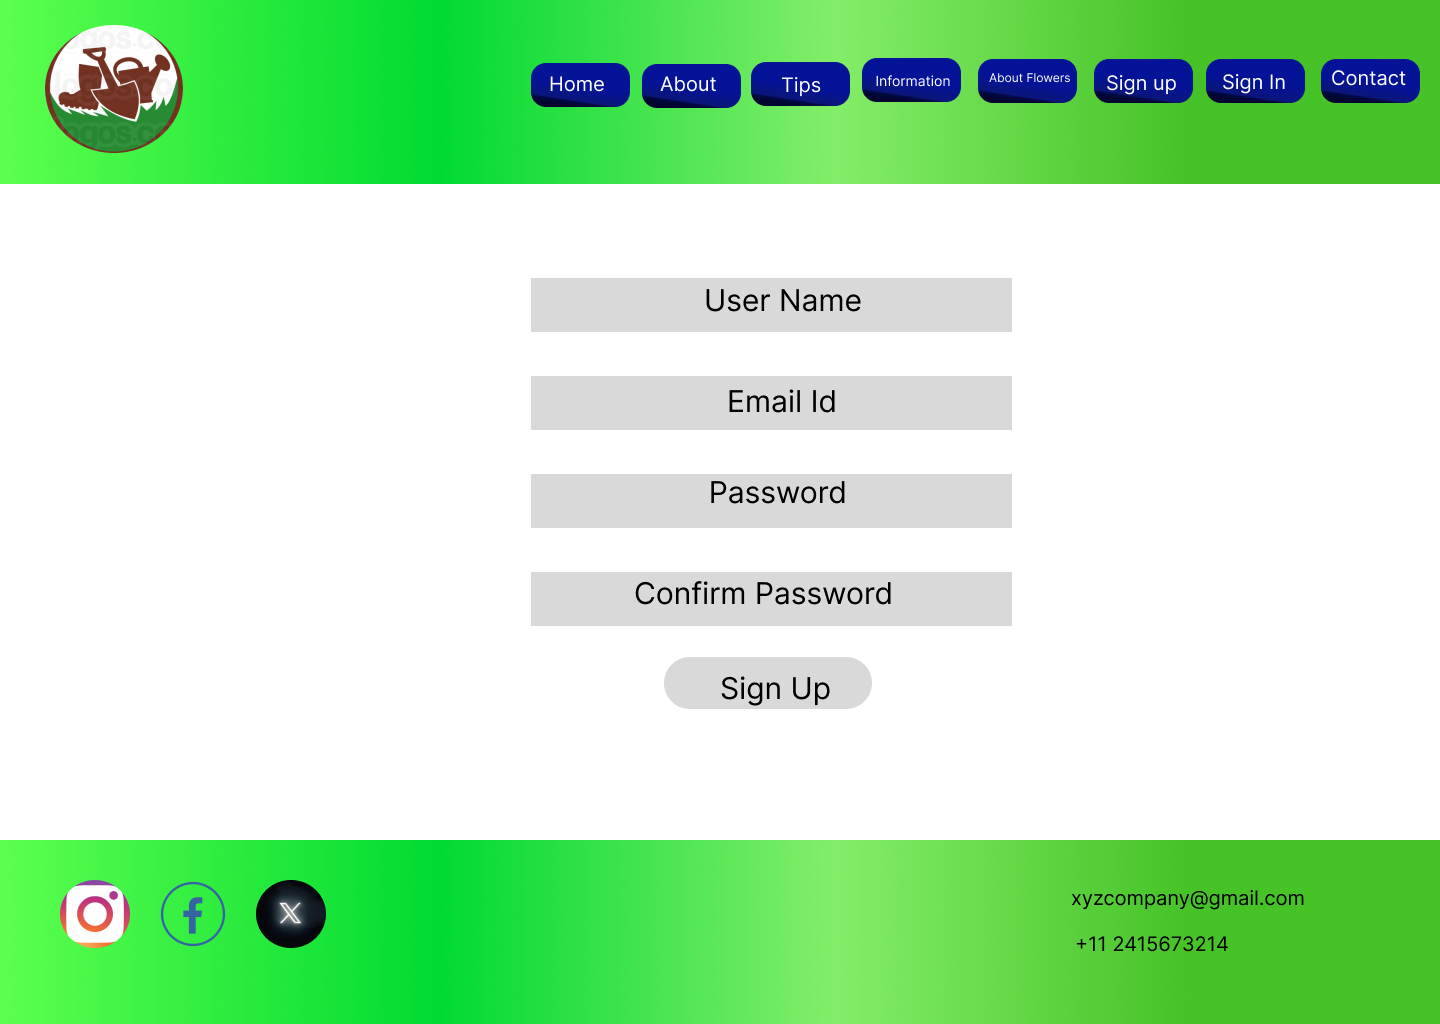 Home
About
Tips
Information
About Flowers
Sign up
Sign In
Contact
User Name
Email Id
Password
Confirm Password
Sign Up
xyzcompany@gmail.com
+11 2415673214